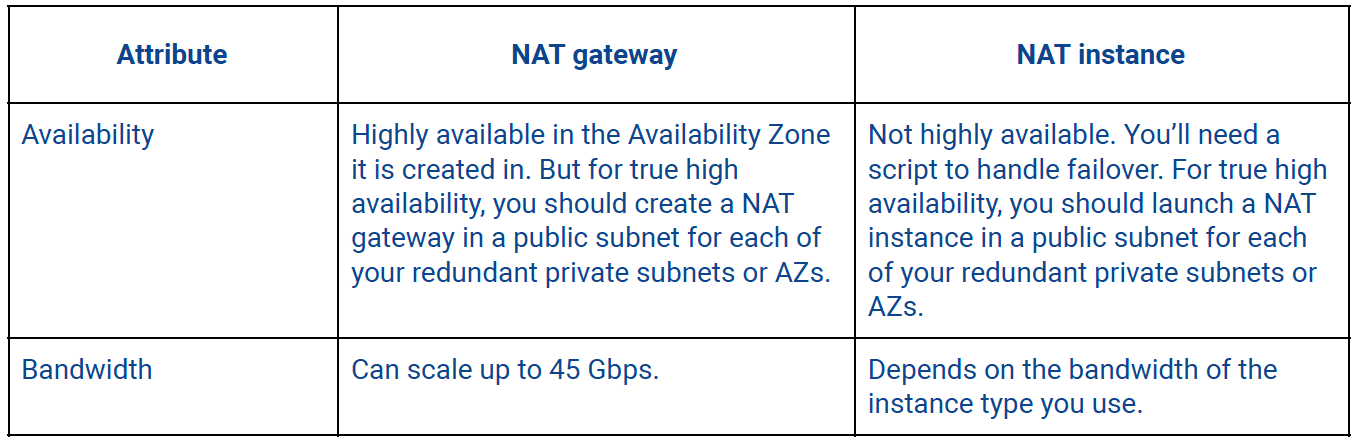 Attribute
NAT gateway
NAT instance
Availability
Highly available in the Availability Zone
it is created in. But for true high
availability, you should create a NAT
gateway in a public subnet for each of
your redundant private subnets or AZs.
Not highly available. You’ll need a
script to handle failover. For true high
availability, you should launch a NAT
instance in a public subnet for each
of your redundant private subnets or
AZs.
Bandwidth
Can scale up to 45 Gbps.
Depends on the bandwidth of the
instance type you use.